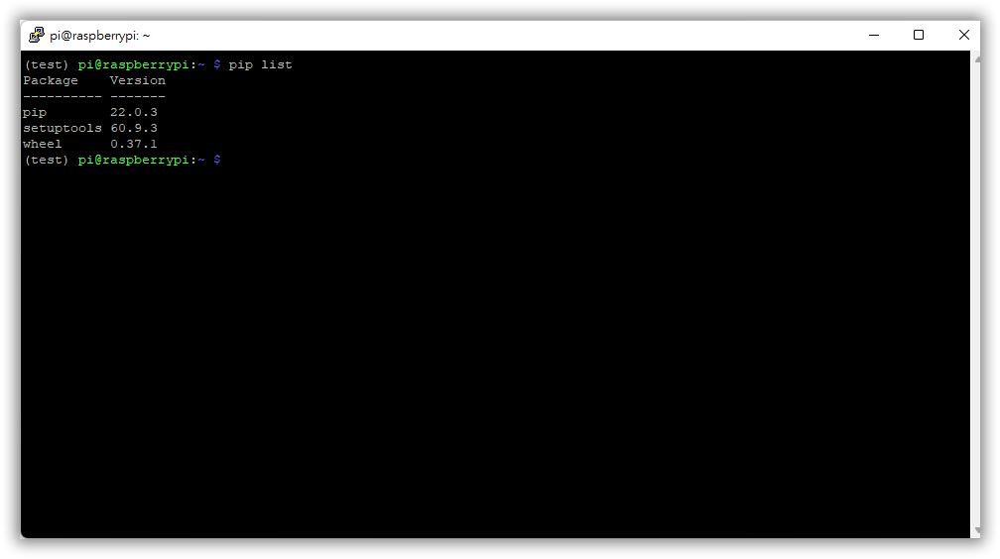 pi@raspberrypi: ~
(test) pi@raspberrypi:~ $ pip list
Package    Version
---------- -------
pip        22.0.3
setuptools 60.9.3
wheel      0.37.1
(test) pi@raspberrypi:~ $